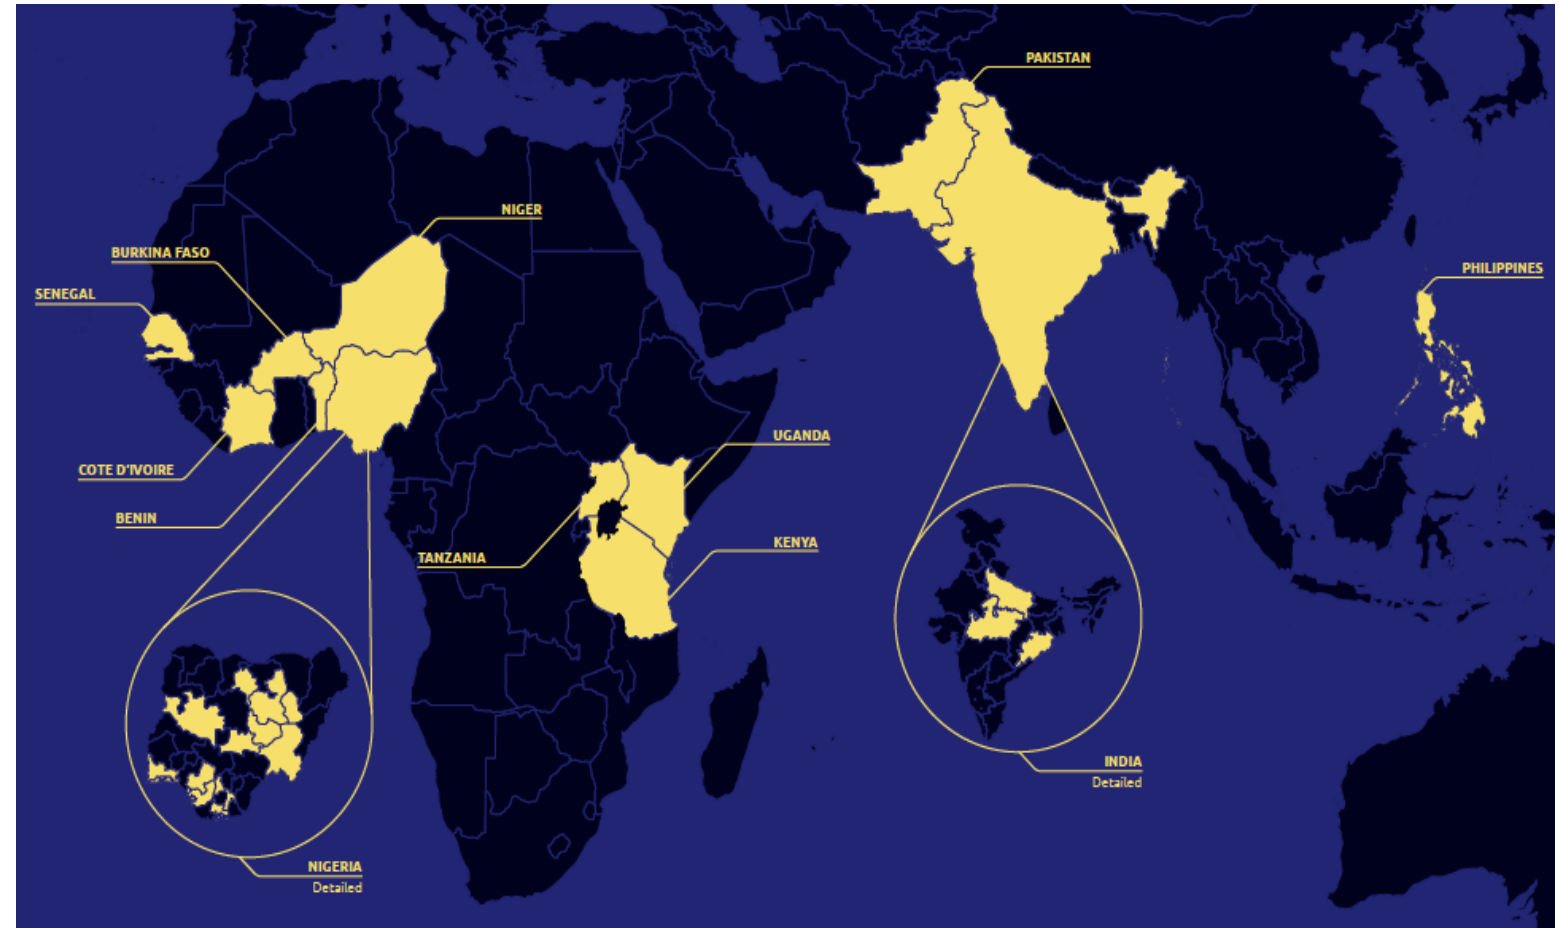 PAKISTAN
NIGER
BURKINA FASO
SENEGAL
PHILIPPINES
UGANDA
COTE D'IVOIRE
BENIN
TANZANIA
KENYA
INDIA
Detailed
NIGERIA
Detailed